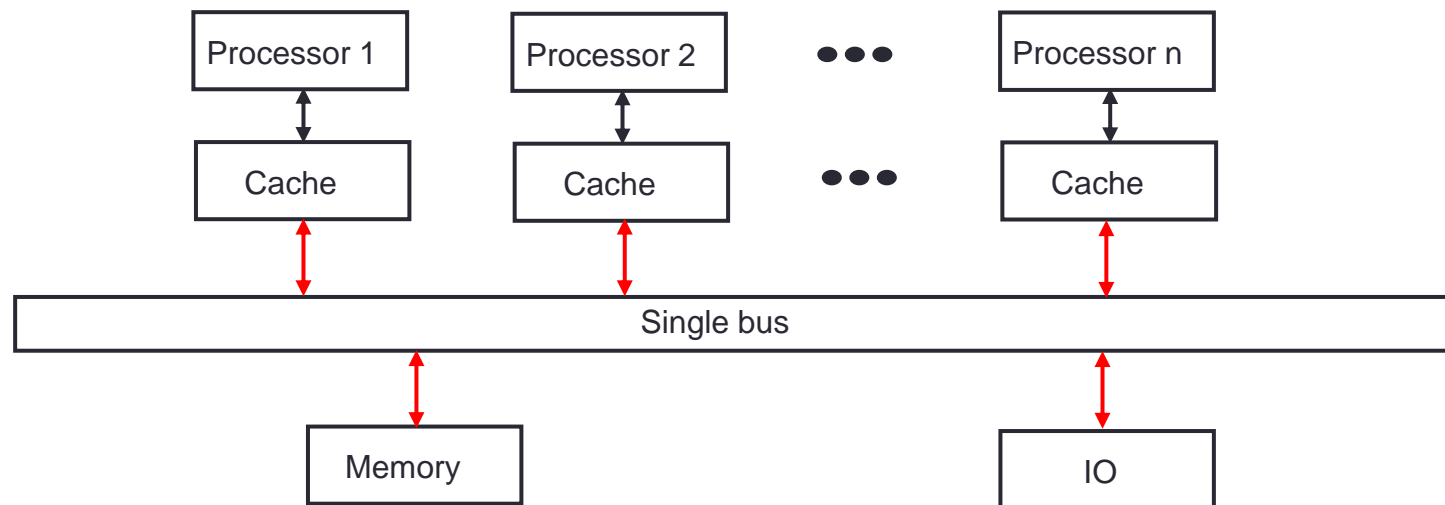 Processor 1
Processor 2
Processor n
Cache
Cache
Cache
Single bus
Memory
IO